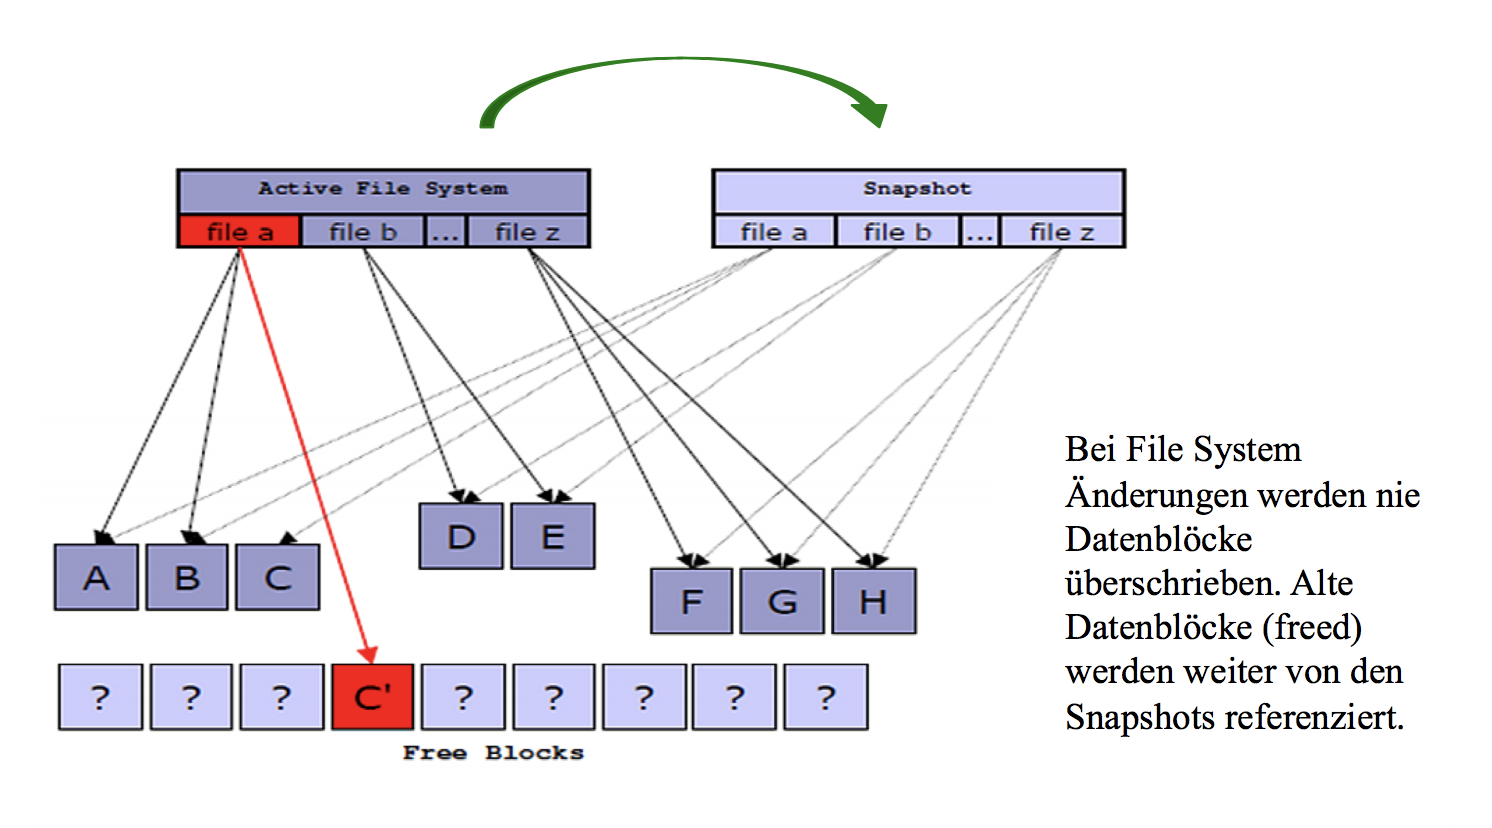 Active File System
file a file b ... file z
Snapshot
file a file b ... file z
A B C
D E
F G H
? ? ? C' ? ? ? ? ?
Free Blocks
Bei File System
Änderungen werden nie
Datenblöcke
überschrieben. Alte
Datenblöcke (freed)
werden weiter von den
Snapshots referenziert.